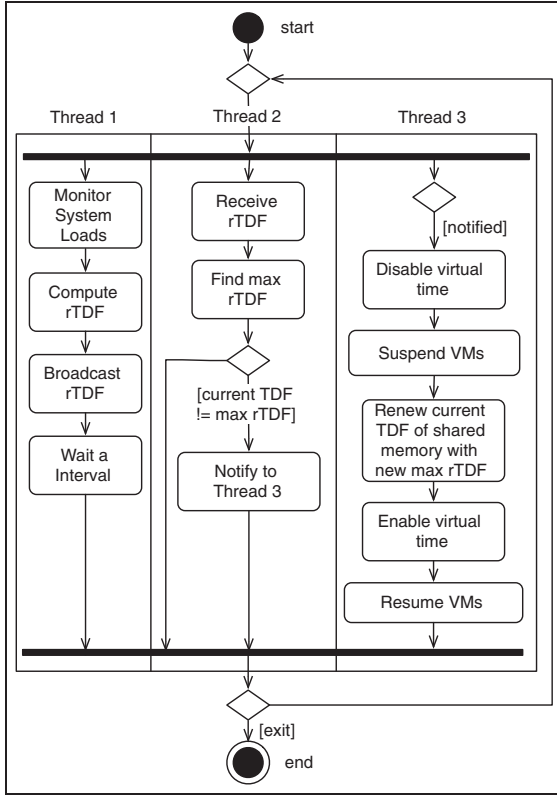 start
Thread 1
Thread 2
Thread 3
Monitor
System
Loads
Compute
rTDF
Broadcast
rTDF
Wait a
Interval
Receive
rTDF
Find max
rTDF
[current TDF
!= max rTDF]
Notify to
Thread 3
[notified]
Disable virtual
time
Suspend VMs
Renew current
TDF of shared
memory with
new max rTDF
Enable virtual
time
Resume VMs
[exit]
end